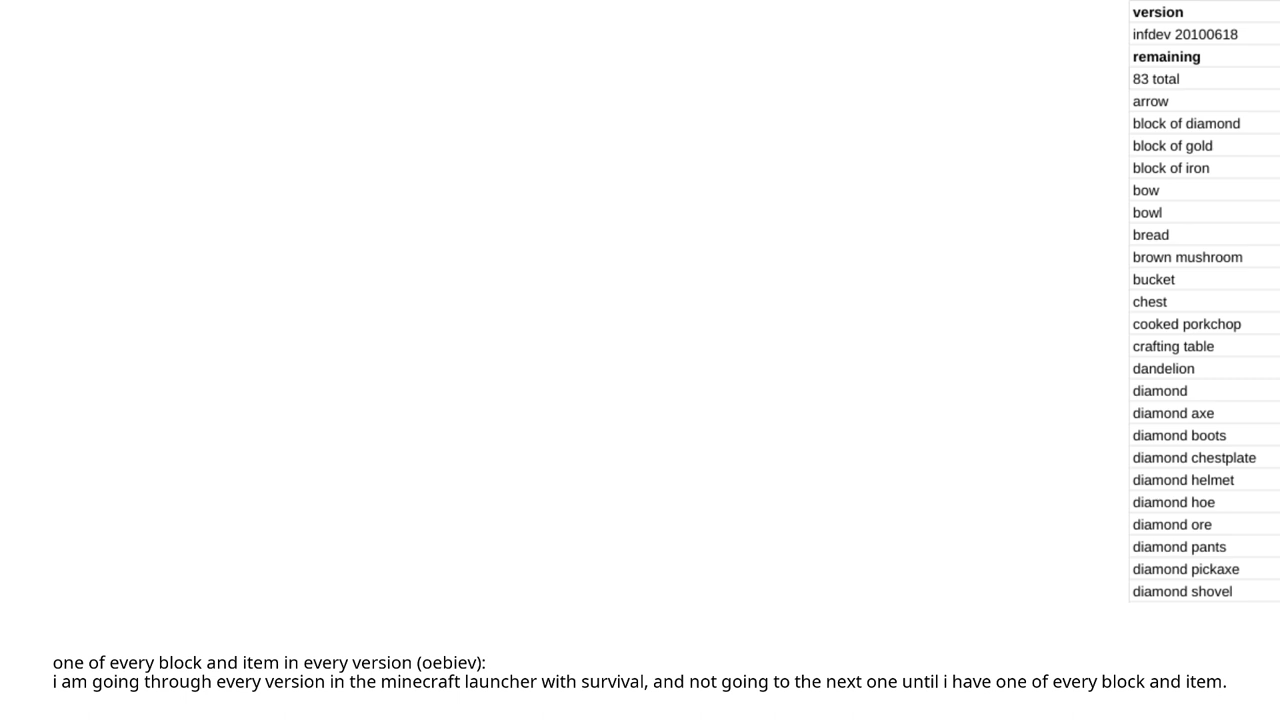 version
infdev 20100618
remaining
83 total
arrow
block of diamond
block of gold
block of iron
bow
bowl
bread
brown mushroom
bucket
chest
cooked porkchop
crafting table
dandelion
diamond
diamond axe
diamond boots
diamond chestplate
diamond helmet
diamond hoe
diamond ore
diamond pants
diamond pickaxe
diamond shovel
one of every block and item in every version (oebiev):
i am going through every version in the minecraft launcher with survival, and not going to the next one until i have one of every block and item.